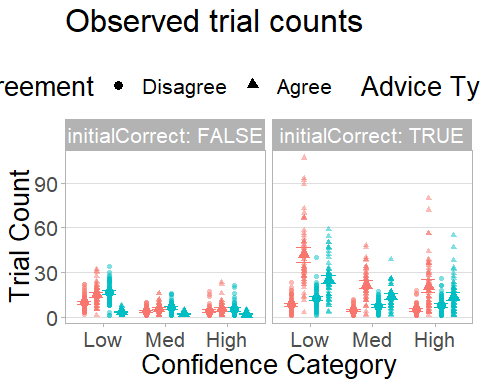 Observed trial counts
reement Disagree Agree Advice Ty
initialCorrect: FALSE initialCorrect: TRUE
90
60
30
0
Trial Count
Low Med High Low Med High
Confidence Category